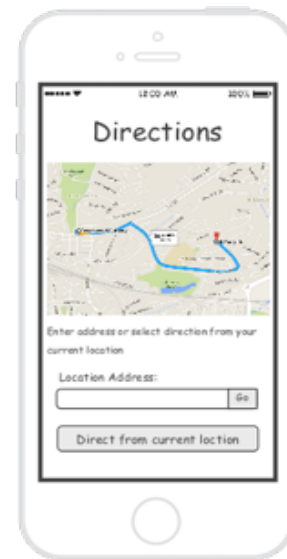 12:00 AM 100%
Directions
Enter address or select direction from your
current location
Location Address:
Go
Direct from current loction